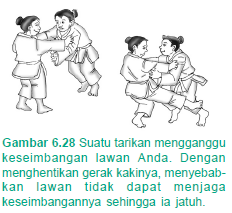 Gambar 6.28 Suatu tarikan mengganggu
keseimbangan lawan Anda. Dengan
menghentikan gerak kakinya, menyebab-
kan lawan tidak dapat menjaga
keseimbangannya sehingga ia jatuh.